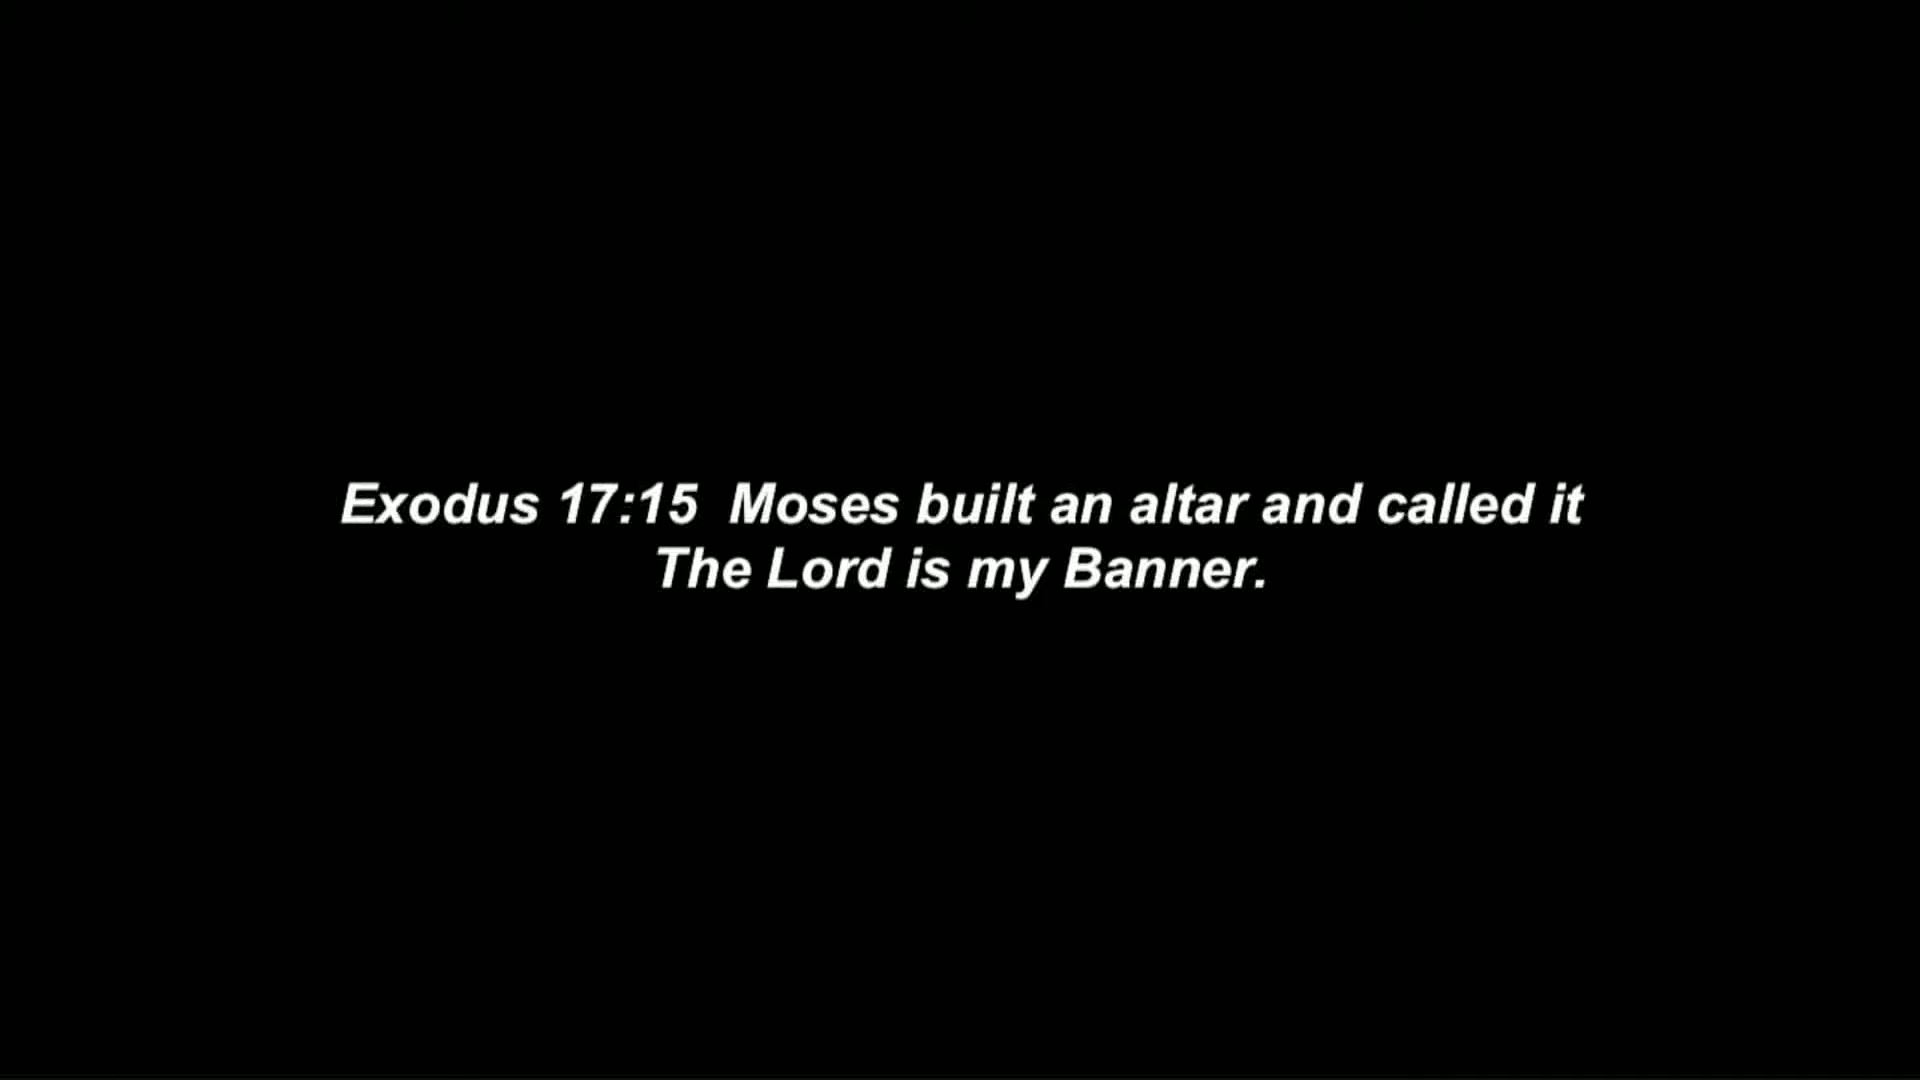 Exodus 17:15  Moses built an altar and called it
The Lord is my Banner.